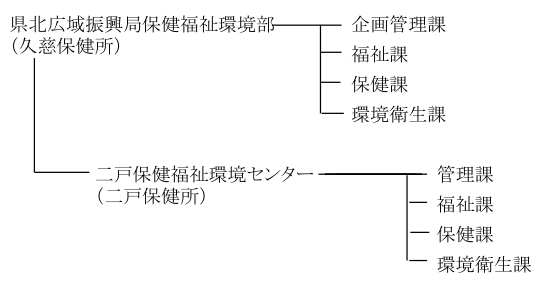 県北広域振興局保健福祉環境部
(久慈保健所)
企画管理課
福祉課
保健課
環境衛生課
二戸保健福祉環境センター
(二戸保健所)
管理課
福祉課
保健課
環境衛生課